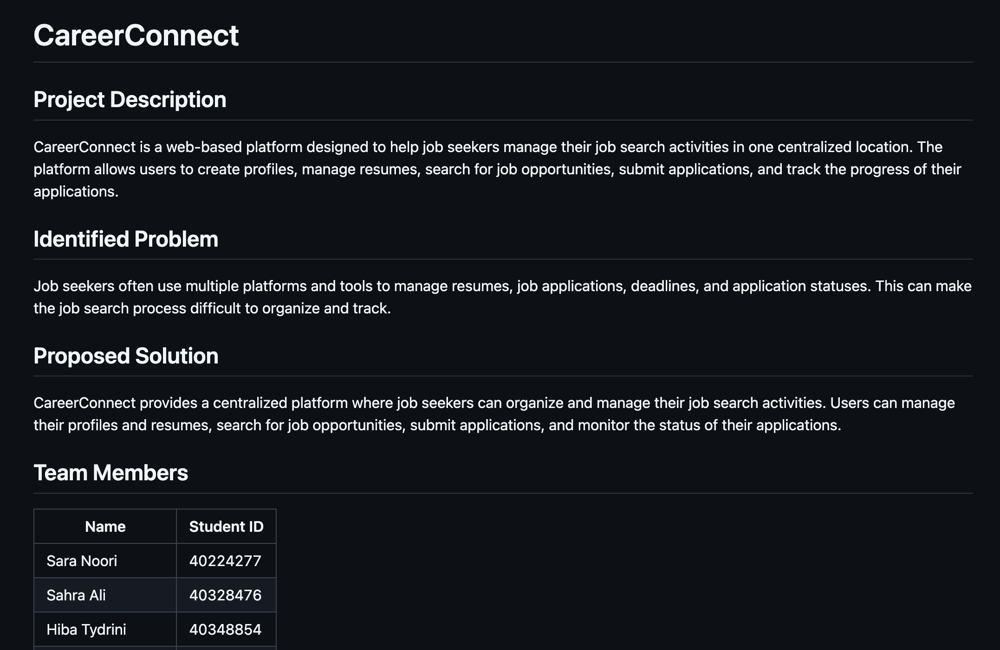 CareerConnect
Project Description
CareerConnect is a web-based platform designed to help job seekers manage their job search activities in one centralized location. The
platform allows users to create profiles, manage resumes, search for job opportunities, submit applications, and track the progress of their
applications.
Identified Problem
Job seekers often use multiple platforms and tools to manage resumes, job applications, deadlines, and application statuses. This can make
the job search process difficult to organize and track.
Proposed Solution
CareerConnect provides a centralized platform where job seekers can organize and manage their job search activities. Users can manage
their profiles and resumes, search for job opportunities, submit applications, and monitor the status of their applications.
Team Members
Name Student ID
Sara Noori 40224277
Sahra Ali 40328476
Hiba Tydrini 40348854